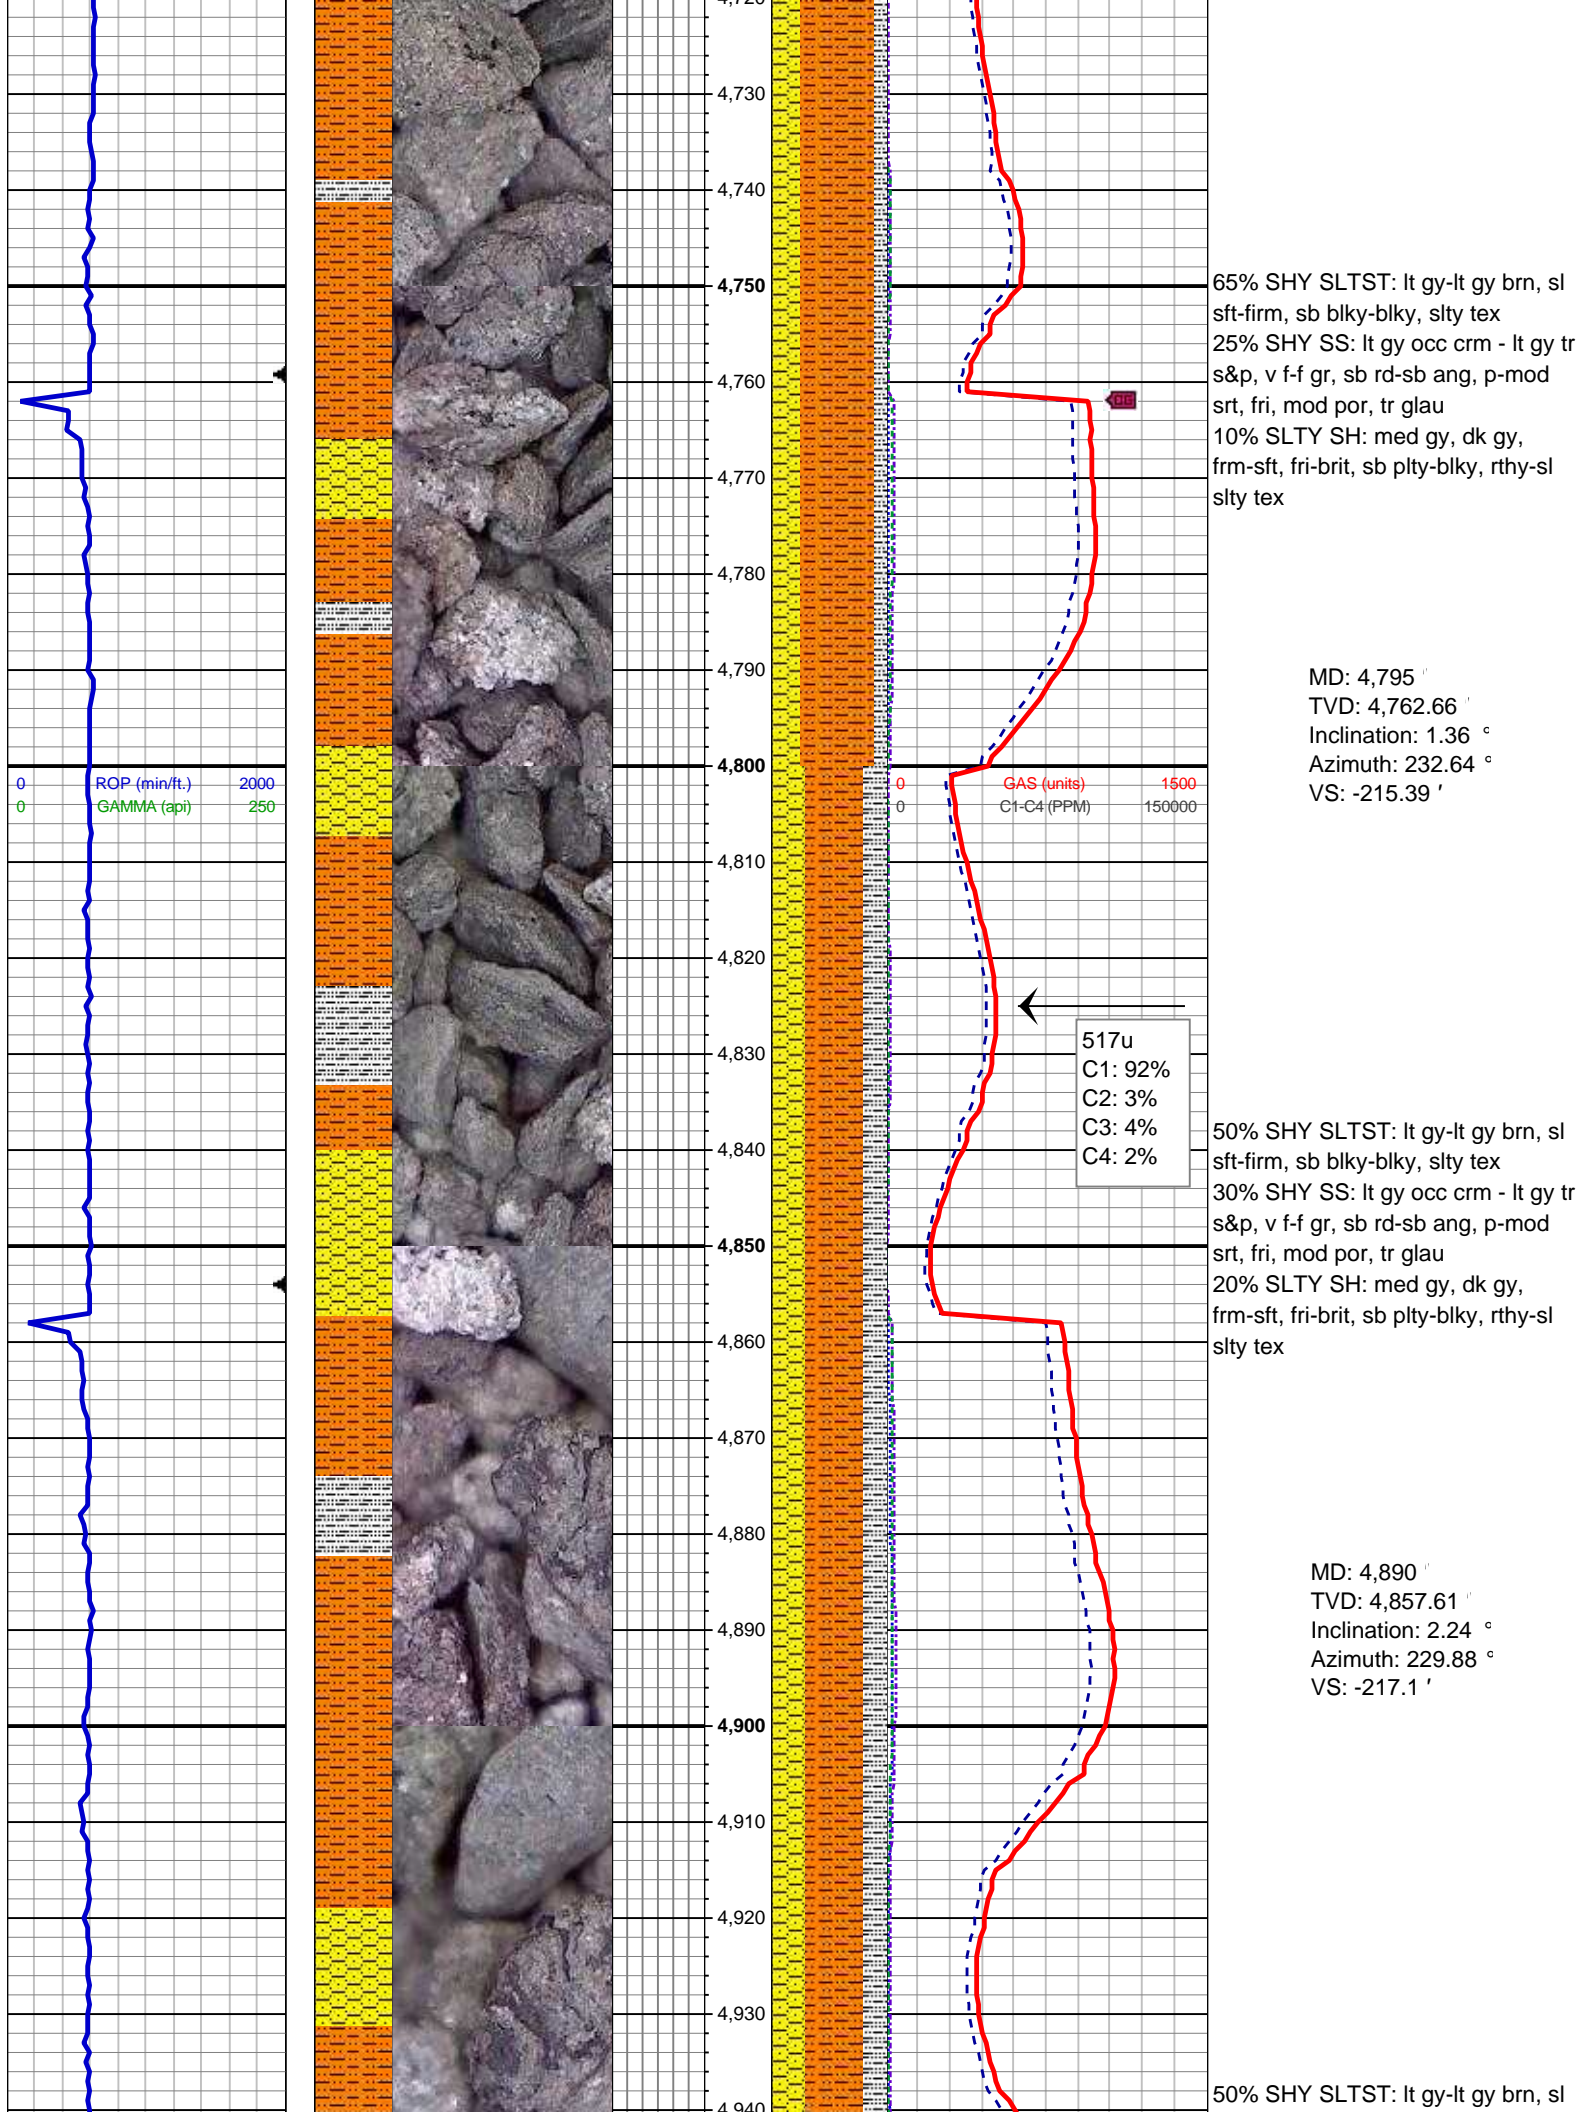 4,730
4,740
4,750
65% SHY SLTST: lt gy-lt gy brn, sl
sft-firm, sb blky-blky, slty tex
25% SHY SS: lt gy occ crm - lt gy tr
s&p, v f-f gr, sb rd-sb ang, p-mod
srt, fri, mod por, tr glau
10% SLTY SH: med gy, dk gy,
frm-sft, fri-brit, sb plty-blky, rthy-sl
slty tex
4,760
4,770
4,780
4,790
MD: 4,795 '
TVD: 4,762.66 '
Inclination: 1.36 °
Azimuth: 232.64 °
VS: -215.39 '
4,800
0 ROP (min/ft.) 2000
0 GAMMA (api) 250
0 GAS (units) 1500
0 C1-C4 (PPM) 150000
4,810
4,820
4,830
517u
C1: 92%
C2: 3%
C3: 4%
C4: 2%
4,840
50% SHY SLTST: lt gy-lt gy brn, sl
sft-firm, sb blky-blky, slty tex
30% SHY SS: lt gy occ crm - lt gy tr
s&p, v f-f gr, sb rd-sb ang, p-mod
srt, fri, mod por, tr glau
20% SLTY SH: med gy, dk gy,
frm-sft, fri-brit, sb plty-blky, rthy-sl
slty tex
4,850
4,860
4,870
4,880
4,890
MD: 4,890 '
TVD: 4,857.61 '
Inclination: 2.24 °
Azimuth: 229.88 °
VS: -217.1 '
4,900
4,910
4,920
4,930
4,940
50% SHY SLTST: lt gy-lt gy brn, sl